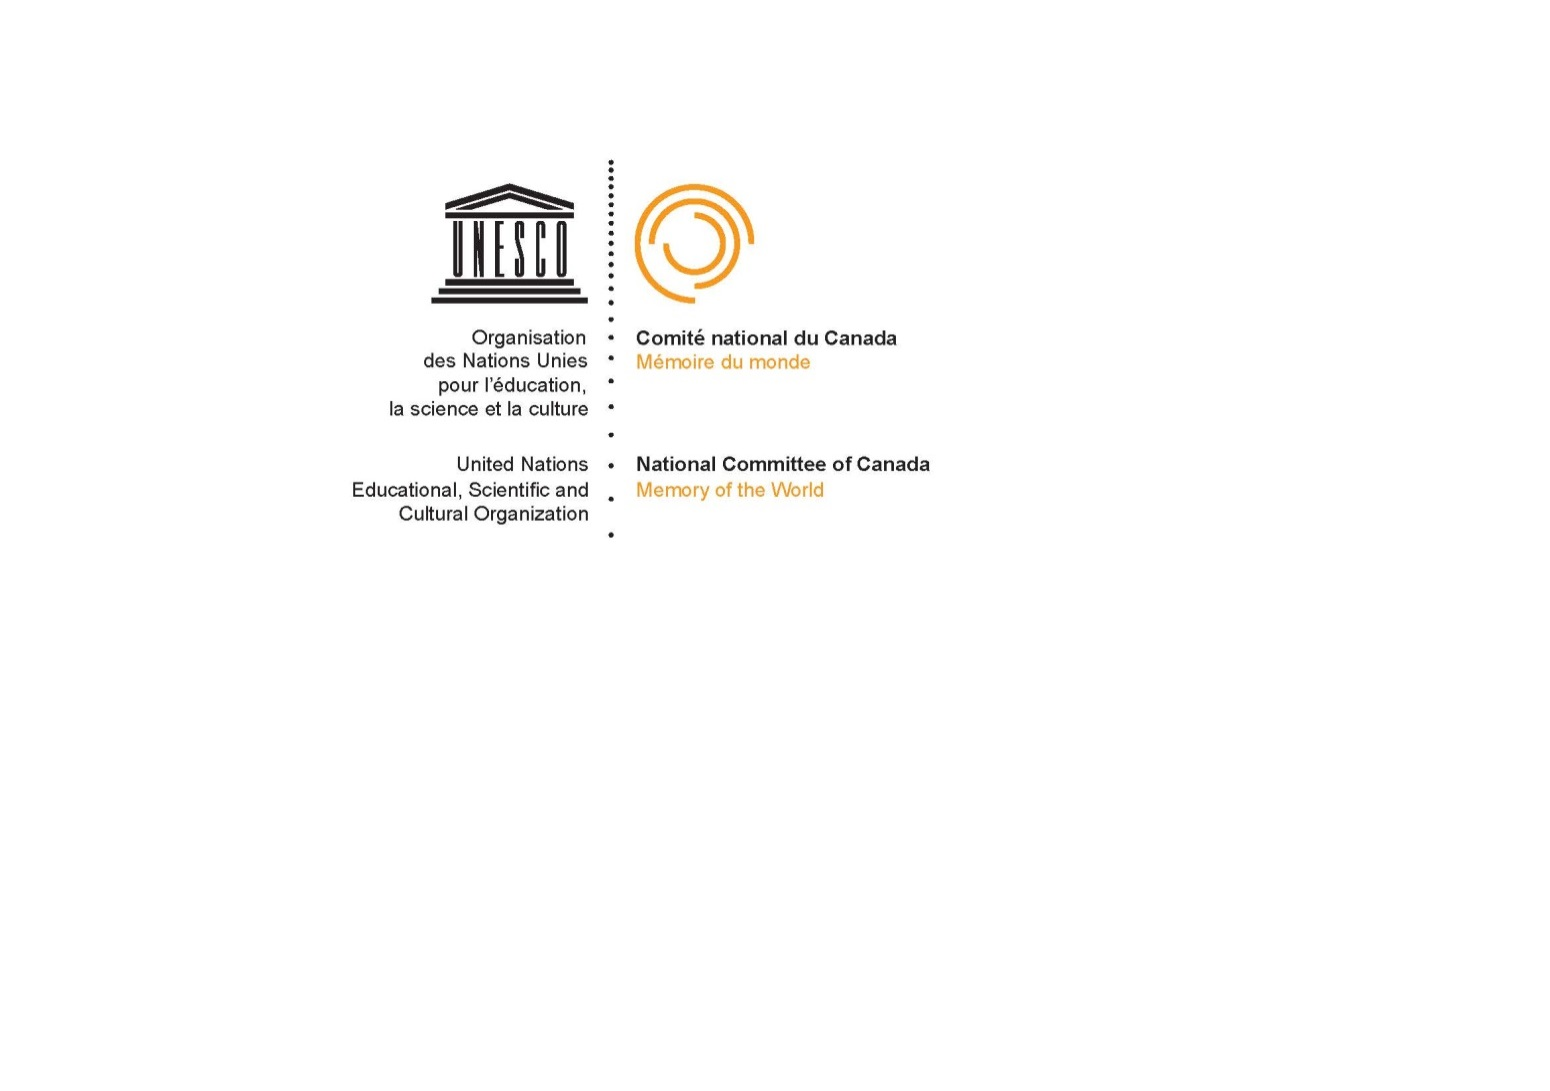 UNESCO
Organisation
des Nations Unies
pour l'éducation,
la science et la culture
Comité national du Canada
Mémoire du monde
United Nations
Educational, Scientific and
Cultural Organization
National Committee of Canada
Memory of the World